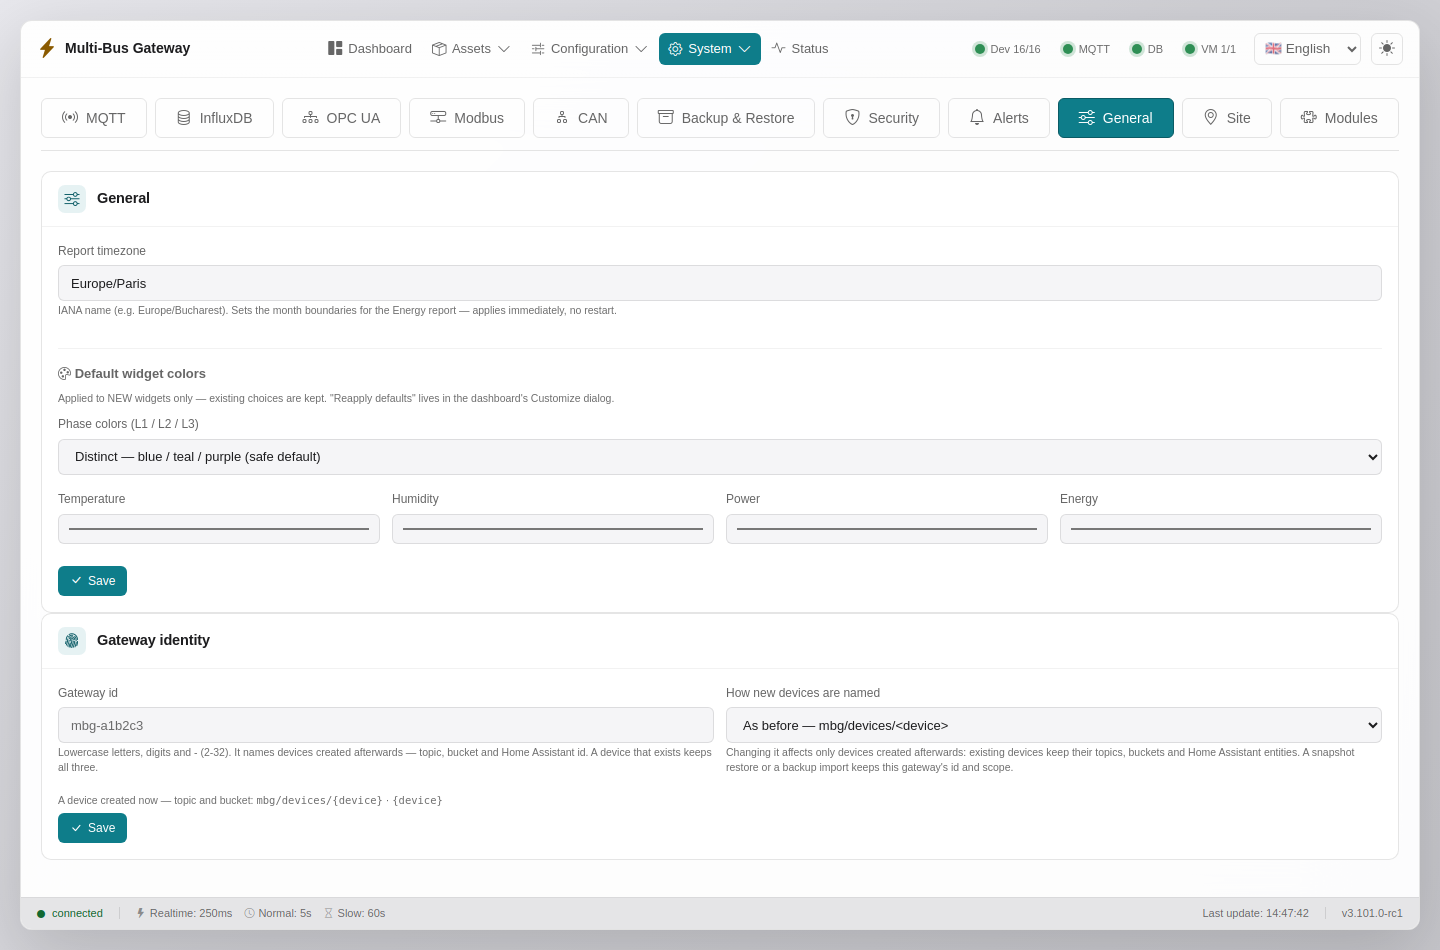 Multi-Bus Gateway
Dashboard
Assets
Configuration
System
Status
Dev 16/16
MQTT
DB
VM 1/1
🇬🇧 English
MQTT
InfluxDB
OPC UA
Modbus
CAN
Backup & Restore
Security
Alerts
General
Site
Modules
General
Report timezone
Europe/Paris
IANA name (e.g. Europe/Bucharest). Sets the month boundaries for the Energy report — applies immediately, no restart.
Default widget colors
Applied to NEW widgets only — existing choices are kept. "Reapply defaults" lives in the dashboard's Customize dialog.
Phase colors (L1 / L2 / L3)
Distinct — blue / teal / purple (safe default)
Temperature
Humidity
Power
Energy
Save
Gateway identity
Gateway id
mbg-a1b2c3
Lowercase letters, digits and - (2-32). It names devices created afterwards — topic, bucket and Home Assistant id. A device that exists keeps
all three.
How new devices are named
As before — mbg/devices/<device>
Changing it affects only devices created afterwards: existing devices keep their topics, buckets and Home Assistant entities. A snapshot
restore or a backup import keeps this gateway's id and scope.
A device created now — topic and bucket: mbg/devices/{device} · {device}
Save
connected
Realtime: 250ms
Normal: 5s
Slow: 60s
Last update: 14:47:42
v3.101.0-rc1